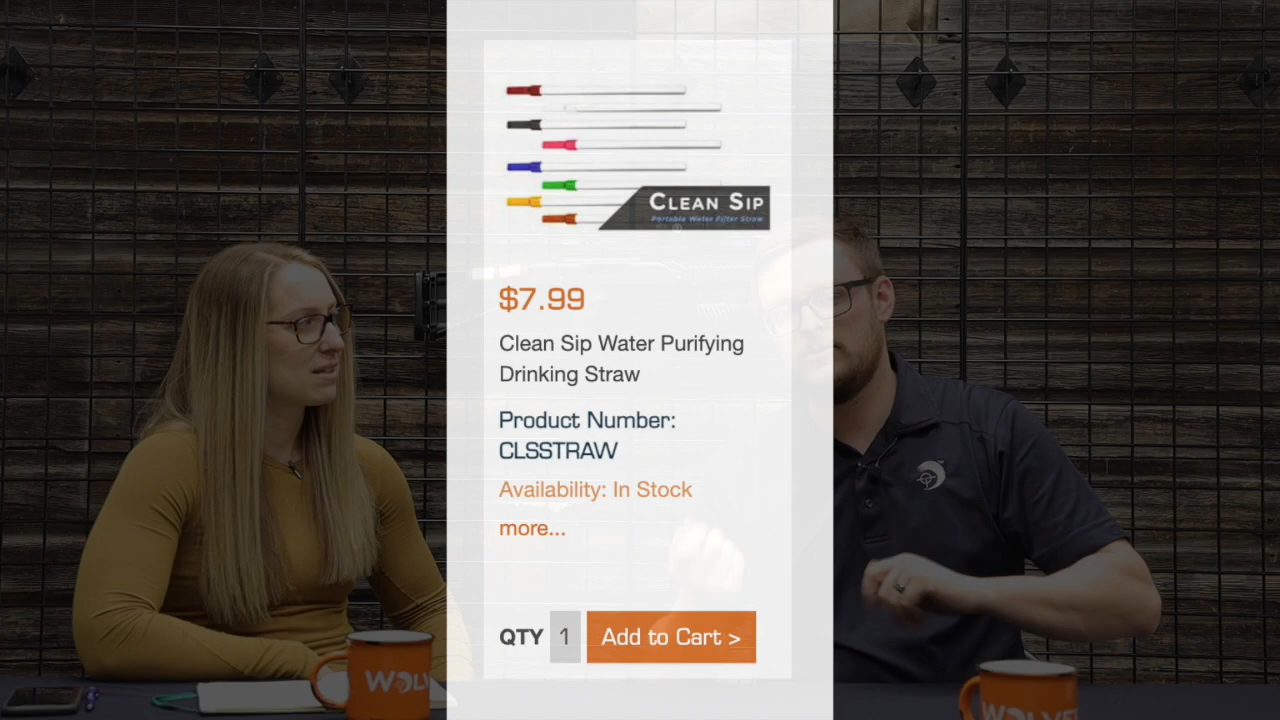 CLEAN SIP
Portable Water Filter Straw
$7.99
Clean Sip Water Purifying
Drinking Straw
Product Number:
CLSSTRAW
Availability: In Stock
more...
QTY 1 Add to Cart >